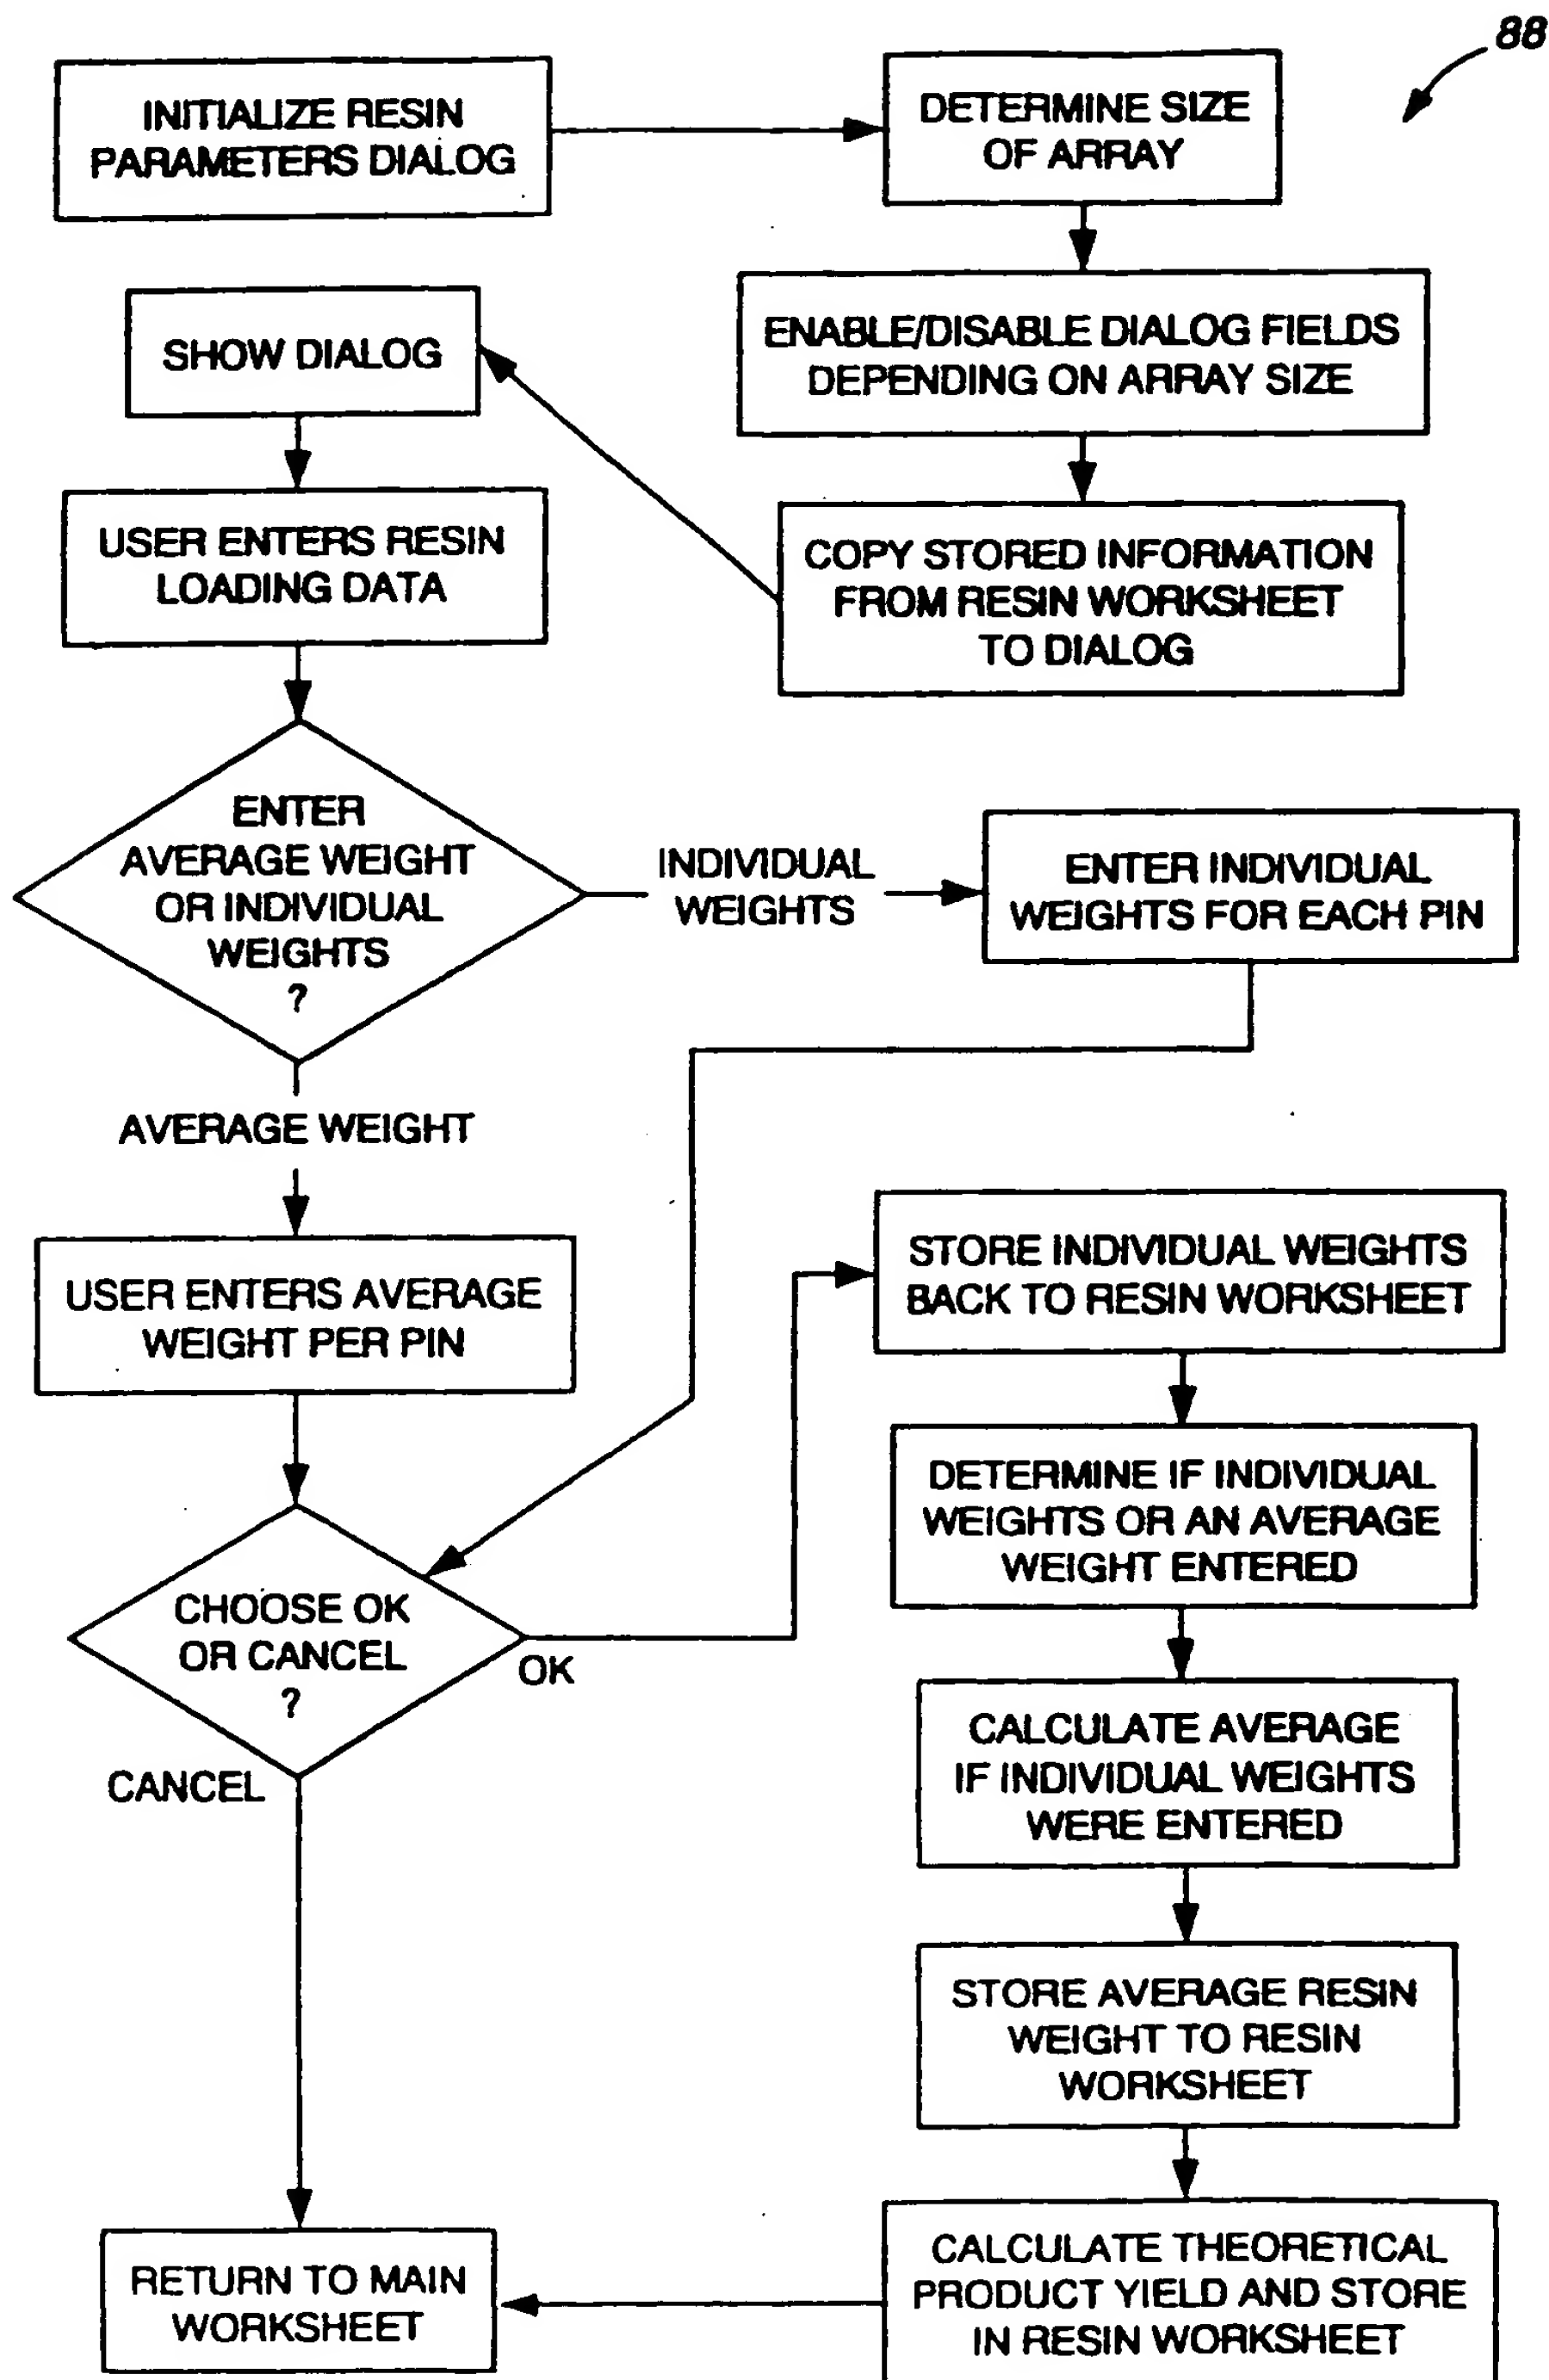 88
INITIALIZE RESIN
PARAMETERS DIALOG
DETERMINE SIZE
OF ARRAY
ENABLE/DISABLE DIALOG FIELDS
DEPENDING ON ARRAY SIZE
COPY STORED INFORMATION
FROM RESIN WORKSHEET
TO DIALOG
SHOW DIALOG
USER ENTERS RESIN
LOADING DATA
ENTER
AVERAGE WEIGHT
OR INDIVIDUAL
WEIGHTS
?
INDIVIDUAL
WEIGHTS
ENTER INDIVIDUAL
WEIGHTS FOR EACH PIN
AVERAGE WEIGHT
USER ENTERS AVERAGE
WEIGHT PER PIN
CHOOSE OK
OR CANCEL
?
OK
CANCEL
STORE INDIVIDUAL WEIGHTS
BACK TO RESIN WORKSHEET
DETERMINE IF INDIVIDUAL
WEIGHTS OR AN AVERAGE
WEIGHT ENTERED
CALCULATE AVERAGE
IF INDIVIDUAL WEIGHTS
WERE ENTERED
STORE AVERAGE RESIN
WEIGHT TO RESIN
WORKSHEET
CALCULATE THEORETICAL
PRODUCT YIELD AND STORE
IN RESIN WORKSHEET
RETURN TO MAIN
WORKSHEET